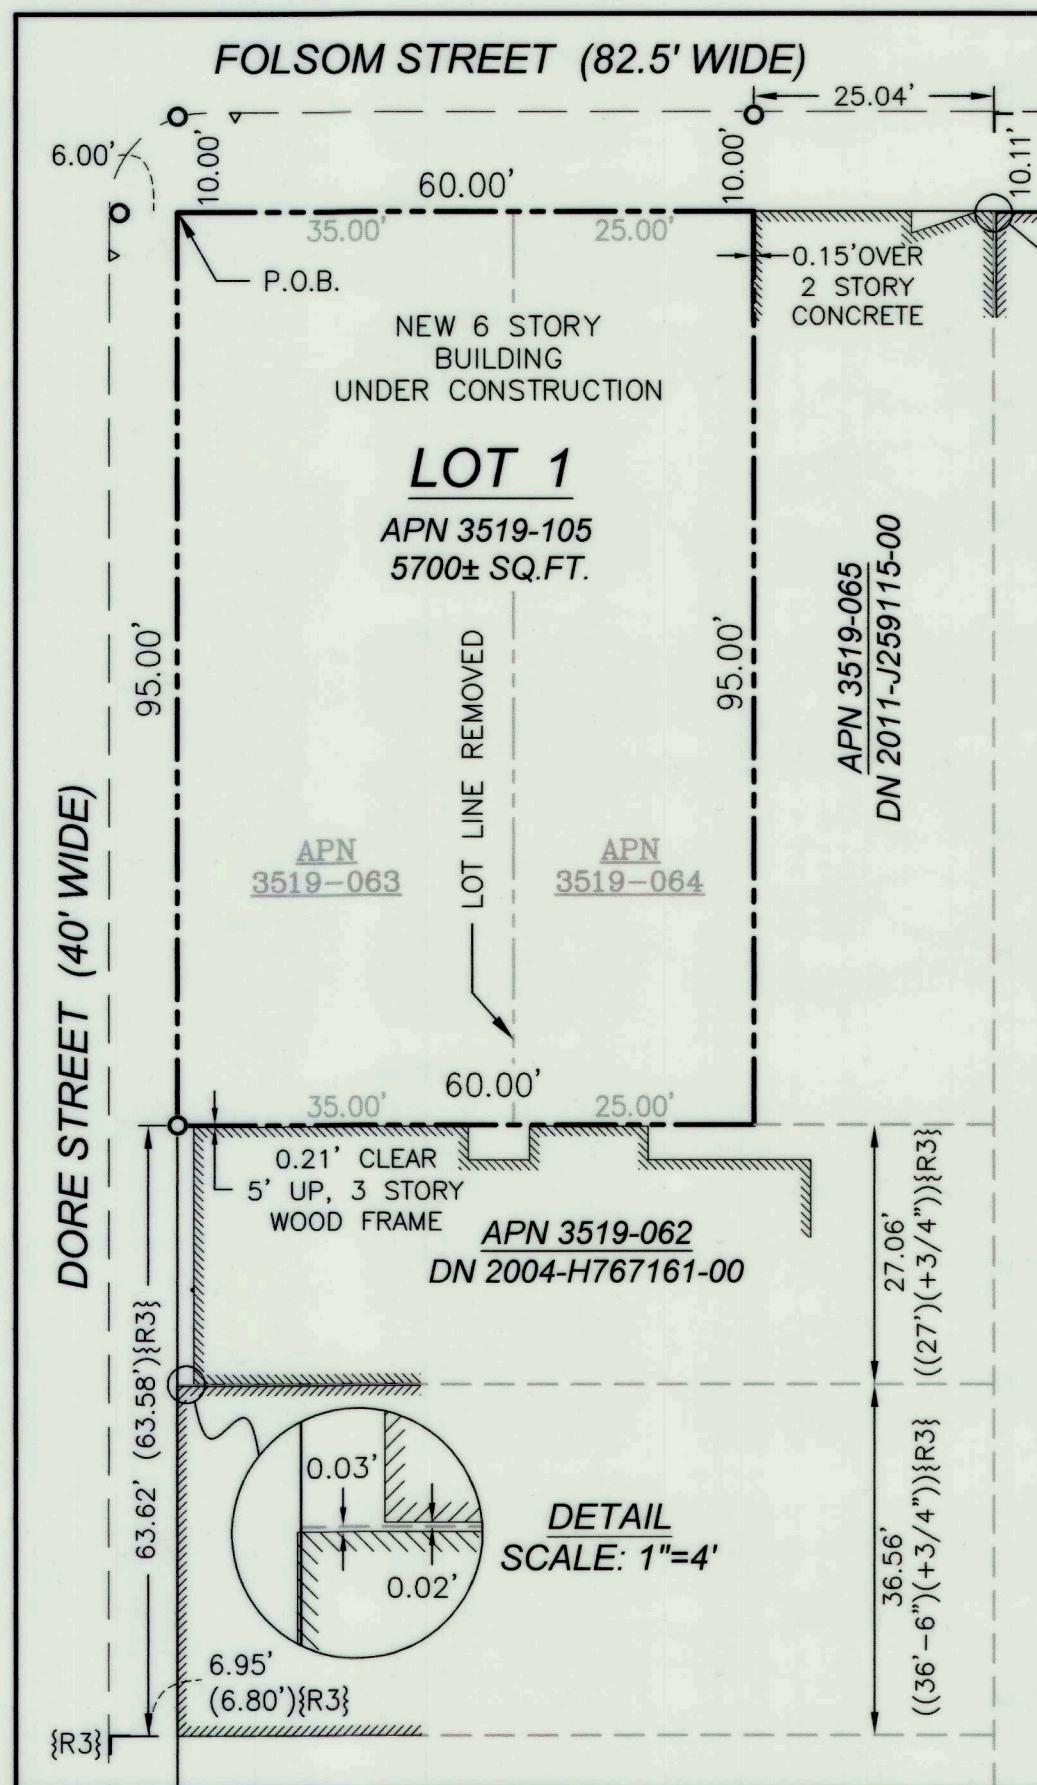 FOLSOM STREET (82.5' WIDE)
25.04'
6.00'
10.00'
60.00'
10.00'
10.11'
35.00'
25.00'
P.O.B.
0.15'OVER
2 STORY
CONCRETE
NEW 6 STORY
BUILDING
UNDER CONSTRUCTION
LOT 1
APN 3519-105
5700± SQ.FT.
95.00'
LOT LINE REMOVED
95.00'
APN 3519-065
DN 2011-J259115-00
APN
3519-063
APN
3519-064
DORE STREET (40' WIDE)
60.00'
35.00'
25.00'
0.21' CLEAR
5' UP, 3 STORY
WOOD FRAME
APN 3519-062
DN 2004-H767161-00
27.06'
((27')(+3/4")){R3}
63.62' (63.58'){R3}
0.03'
0.02'
DETAIL
SCALE: 1"=4'
36.56'
((36'-6")(+3/4")){R3}
6.95'
(6.80'){R3}
{R3}